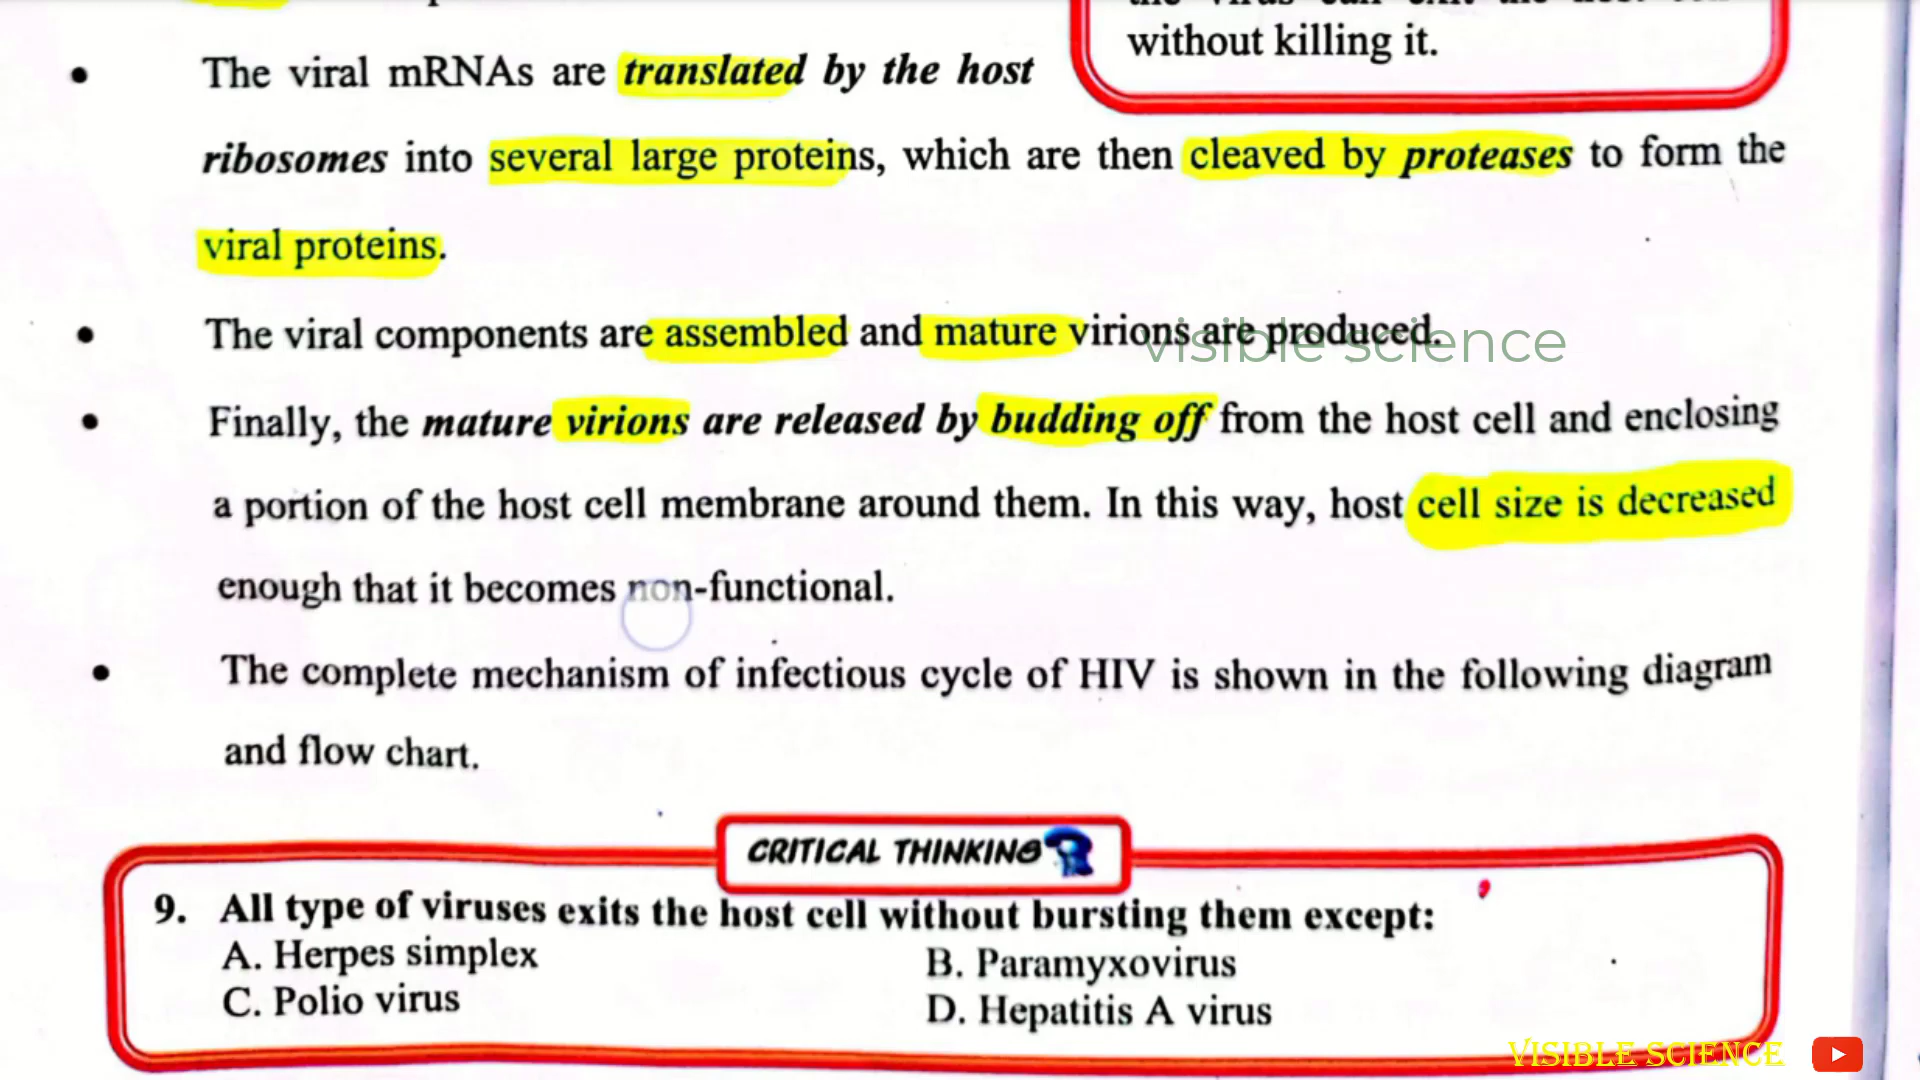 without killing it.
The viral mRNAs are translated by the host
ribosomes into several large proteins, which are then cleaved by proteases to form the
viral proteins.
The viral components are assembled and mature virions are produced.
visible science
Finally, the mature virions are released by budding off from the host cell and enclosing
a portion of the host cell membrane around them. In this way, host cell size is decreased
enough that it becomes non-functional.
The complete mechanism of infectious cycle of HIV is shown in the following diagram
and flow chart.
CRITICAL THINKING
9. All type of viruses exits the host cell without bursting them except:
A. Herpes simplex
B. Paramyxovirus
C. Polio virus
D. Hepatitis A virus
VISIBLE SCIENCE